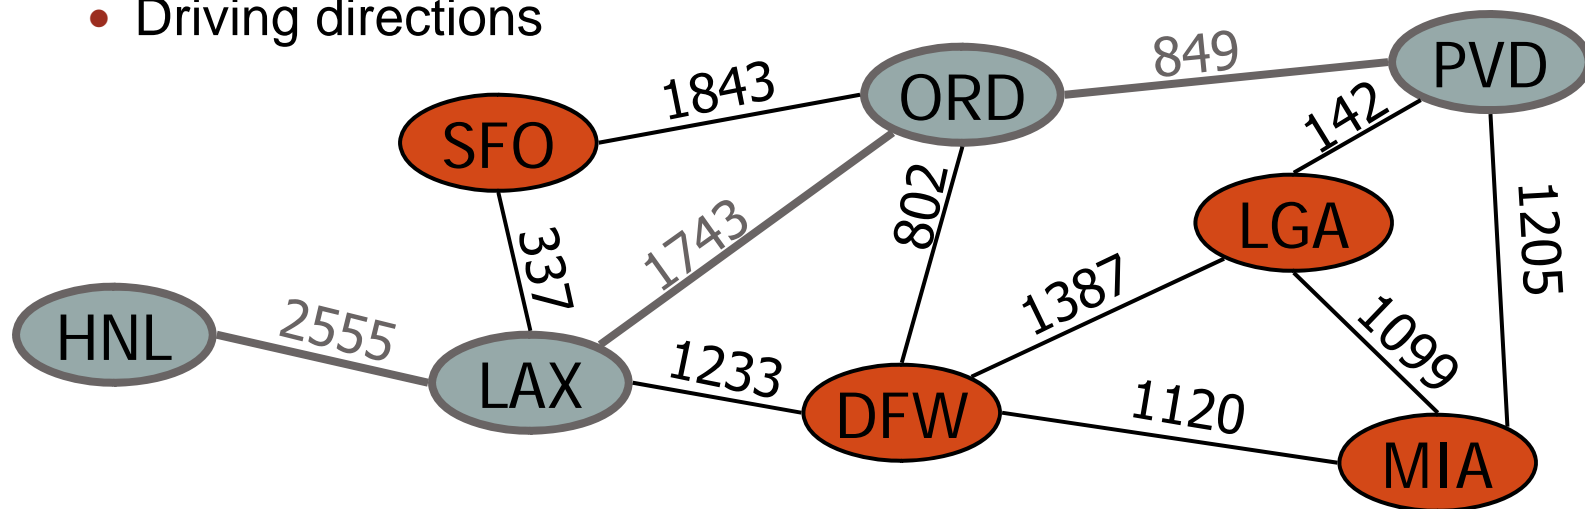 • Driving directions
849
PVD
1843
ORD
142
SFO
802
LGA
1205
337
1743
1387
HNL
2555
1099
LAX
1233
DFW
1120
MIA